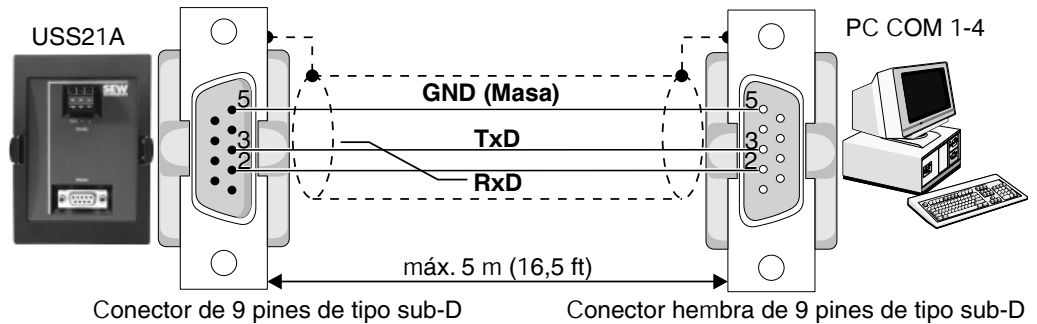 USS21A
PC COM 1-4
SEW
5 GND (Masa) 5
3 TxD 3
2 RxD 2
máx. 5 m (16,5 ft)
Conector de 9 pines de tipo sub-D
Conector hembra de 9 pines de tipo sub-D